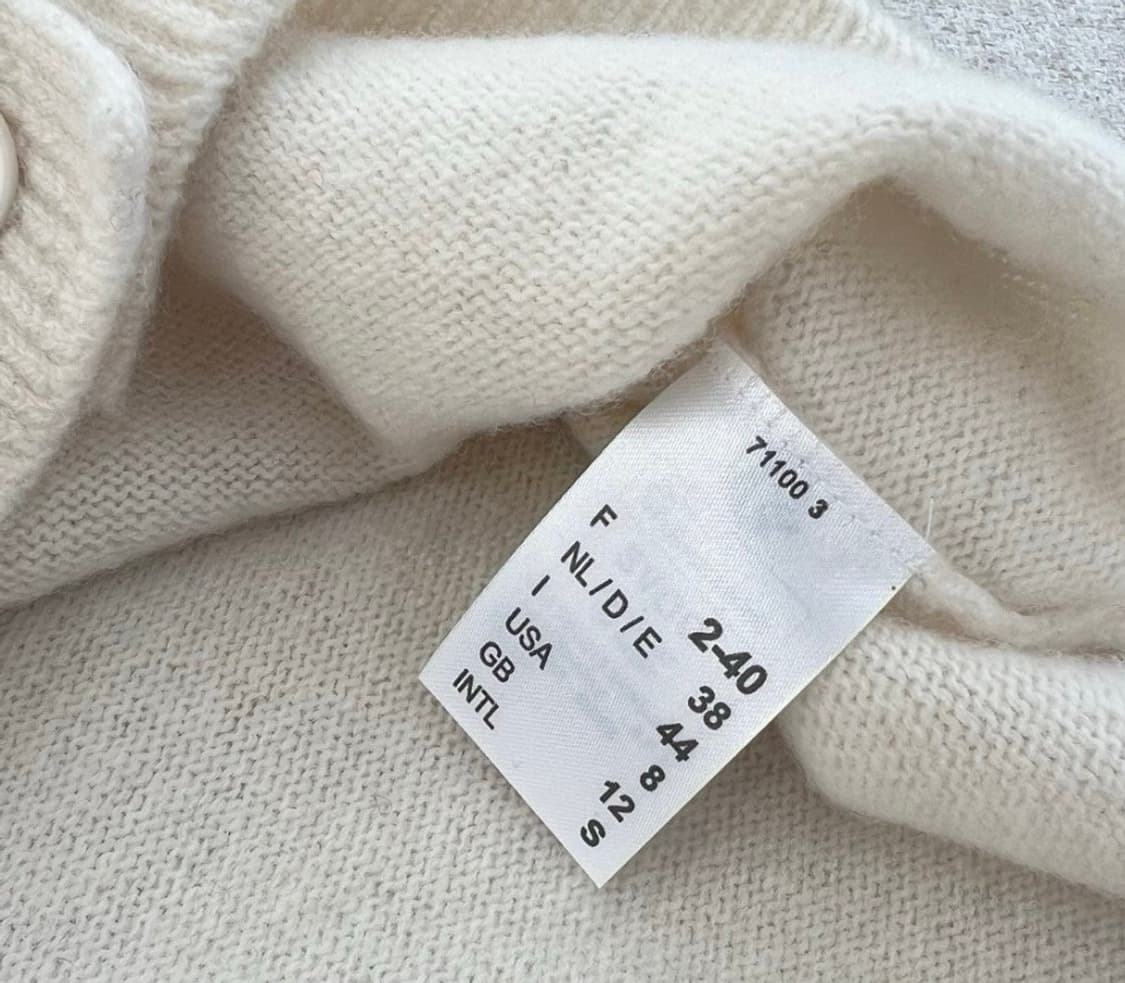 71100 3
F 2-40
NL/D/E 38
I 44
USA 8
GB 12
INTL S